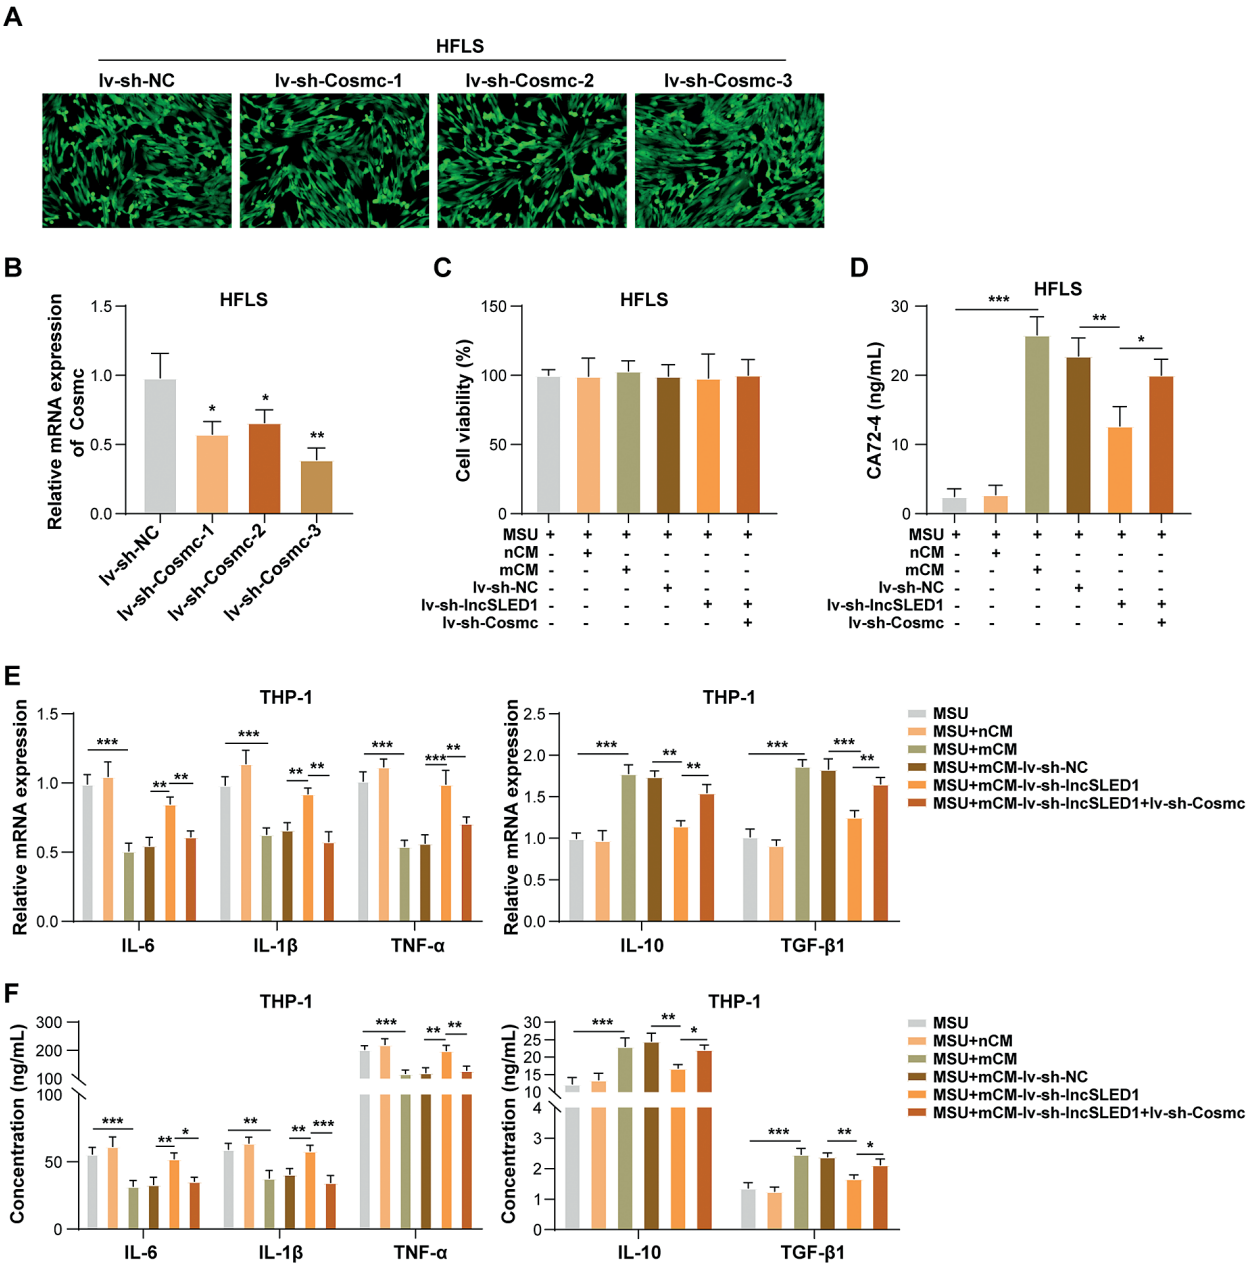 A
HFLS
lv-sh-NC lv-sh-Cosmc-1 lv-sh-Cosmc-2 lv-sh-Cosmc-3
B
HFLS
Relative mRNA expression
of Cosmc
1.5
1.0
0.5
0.0
* * **
lv-sh-NC
lv-sh-Cosmc-1
lv-sh-Cosmc-2
lv-sh-Cosmc-3
C
HFLS
Cell viability (%)
150
100
50
0
MSU + + + + + +
nCM - + - - - -
mCM - - + - - -
lv-sh-NC - - - + - -
lv-sh-lncSLED1 - - - - + +
lv-sh-Cosmc - - - - - +
D
HFLS
CA72-4 (ng/mL)
30
20
10
0
*** ** *
MSU + + + + + +
nCM - + - - - -
mCM - - + - - -
lv-sh-NC - - - + - -
lv-sh-lncSLED1 - - - - + +
lv-sh-Cosmc - - - - - +
E
THP-1
Relative mRNA expression
1.5
1.0
0.5
0.0
*** ** ** *** ** ** *** *** **
IL-6 IL-1β TNF-α
THP-1
Relative mRNA expression
2.5
2.0
1.5
1.0
0.5
0.0
*** ** ** *** *** **
IL-10 TGF-β1
MSU
MSU+nCM
MSU+mCM
MSU+mCM-lv-sh-NC
MSU+mCM-lv-sh-lncSLED1
MSU+mCM-lv-sh-lncSLED1+lv-sh-Cosmc
F
THP-1
Concentration (ng/mL)
300
200
100
100
50
0
*** ** * ** ** *** *** ** **
IL-6 IL-1β TNF-α
THP-1
Concentration (ng/mL)
30
25
20
15
10
4
3
2
1
0
*** ** * *** ** *
IL-10 TGF-β1
MSU
MSU+nCM
MSU+mCM
MSU+mCM-lv-sh-NC
MSU+mCM-lv-sh-lncSLED1
MSU+mCM-lv-sh-lncSLED1+lv-sh-Cosmc